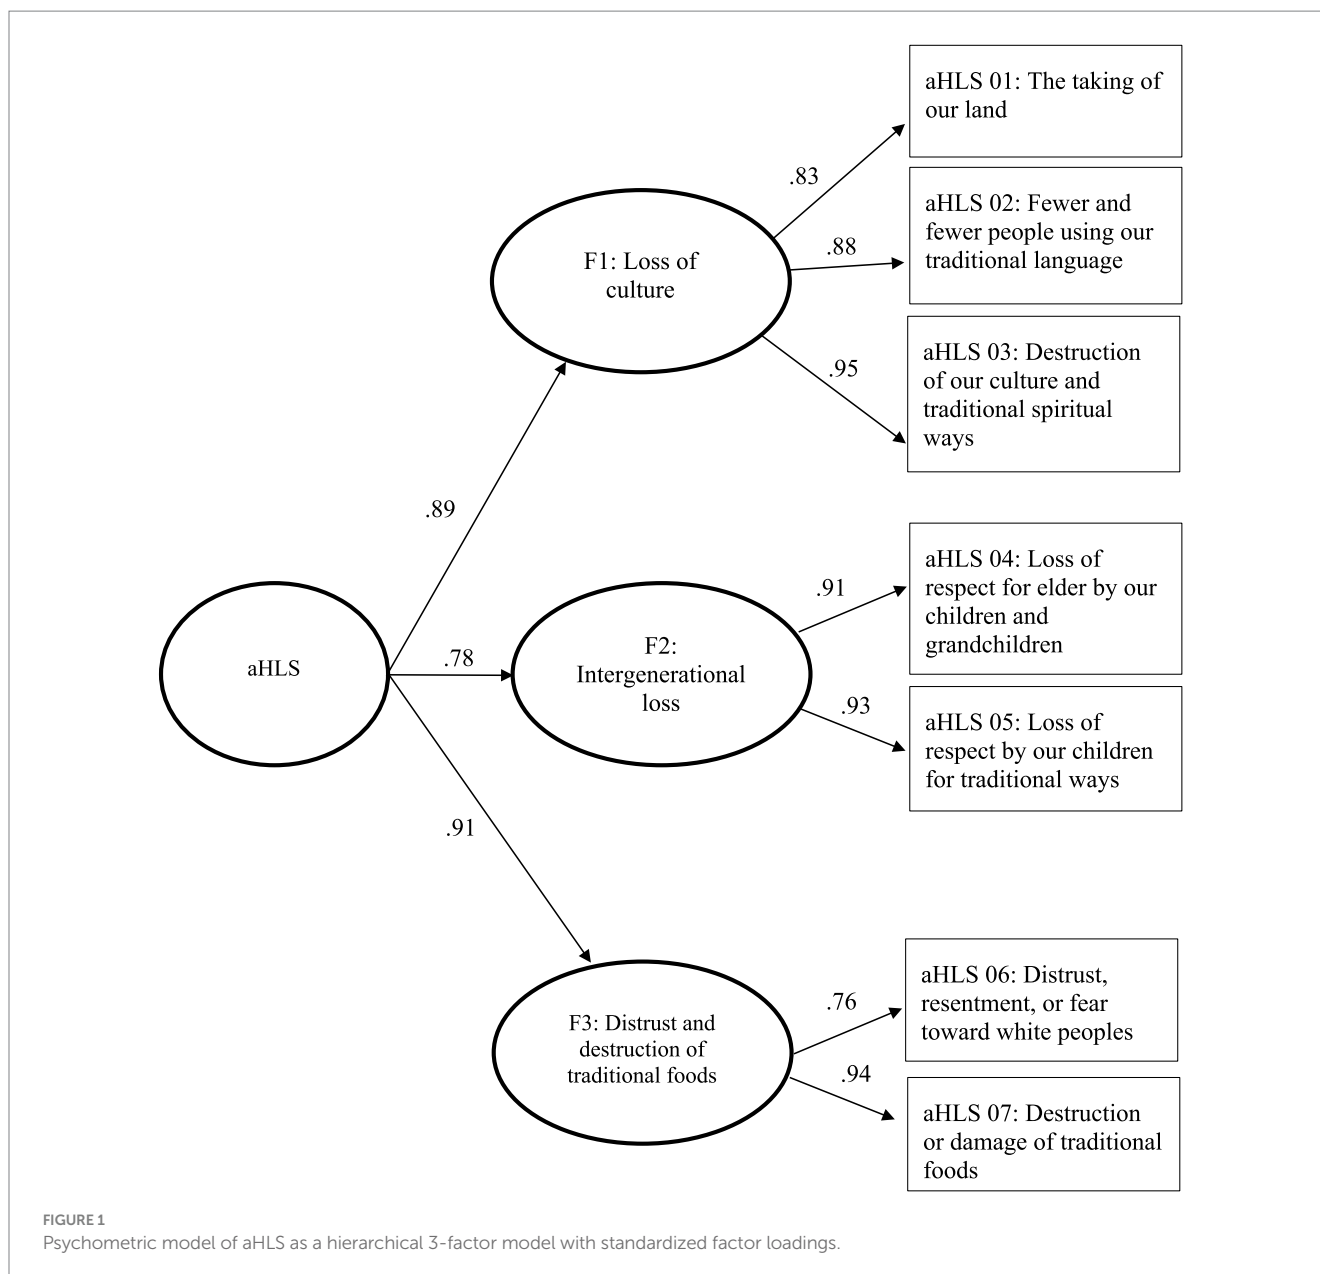 aHLS 01: The taking of
our land
.83
aHLS 02: Fewer and
fewer people using our
traditional language
.88
F1: Loss of
culture
aHLS 03: Destruction
of our culture and
traditional spiritual
ways
.95
.89
aHLS 04: Loss of
respect for elder by our
children and
grandchildren
.91
aHLS
.78
F2:
Intergenerational
loss
.93
aHLS 05: Loss of
respect by our children
for traditional ways
.91
aHLS 06: Distrust,
resentment, or fear
toward white peoples
.76
F3: Distrust and
destruction of
traditional foods
.94
aHLS 07: Destruction
or damage of traditional
foods
FIGURE 1
Psychometric model of aHLS as a hierarchical 3-factor model with standardized factor loadings.